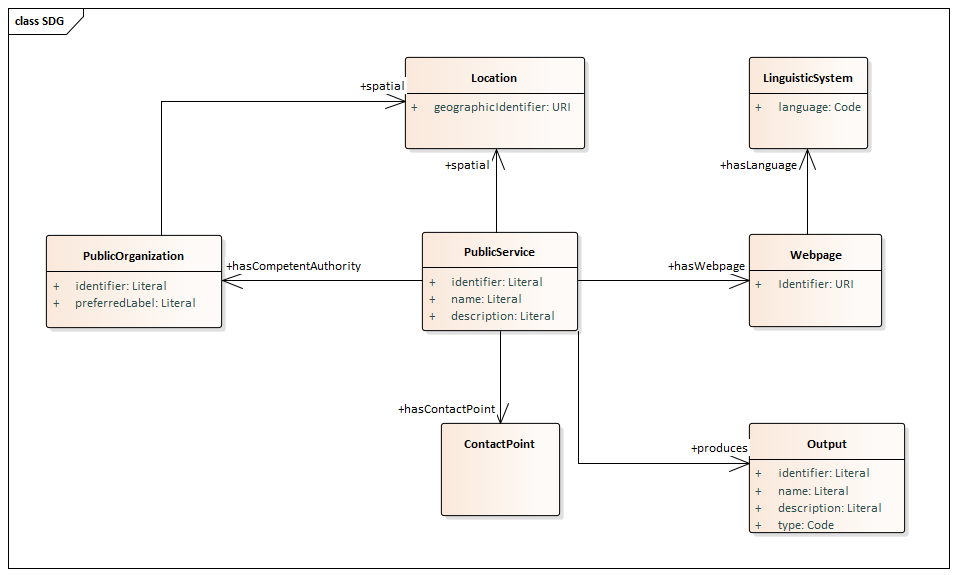 class SDG
Location
+ geographicIdentifier: URI
LinguisticSystem
+ language: Code
+spatial
+spatial
+hasLanguage
PublicOrganization
+ identifier: Literal
+ preferredLabel: Literal
+hasCompetentAuthority
PublicService
+ identifier: Literal
+ name: Literal
+ description: Literal
+hasWebpage
Webpage
+ Identifier: URI
+hasContactPoint
ContactPoint
+produces
Output
+ identifier: Literal
+ name: Literal
+ description: Literal
+ type: Code